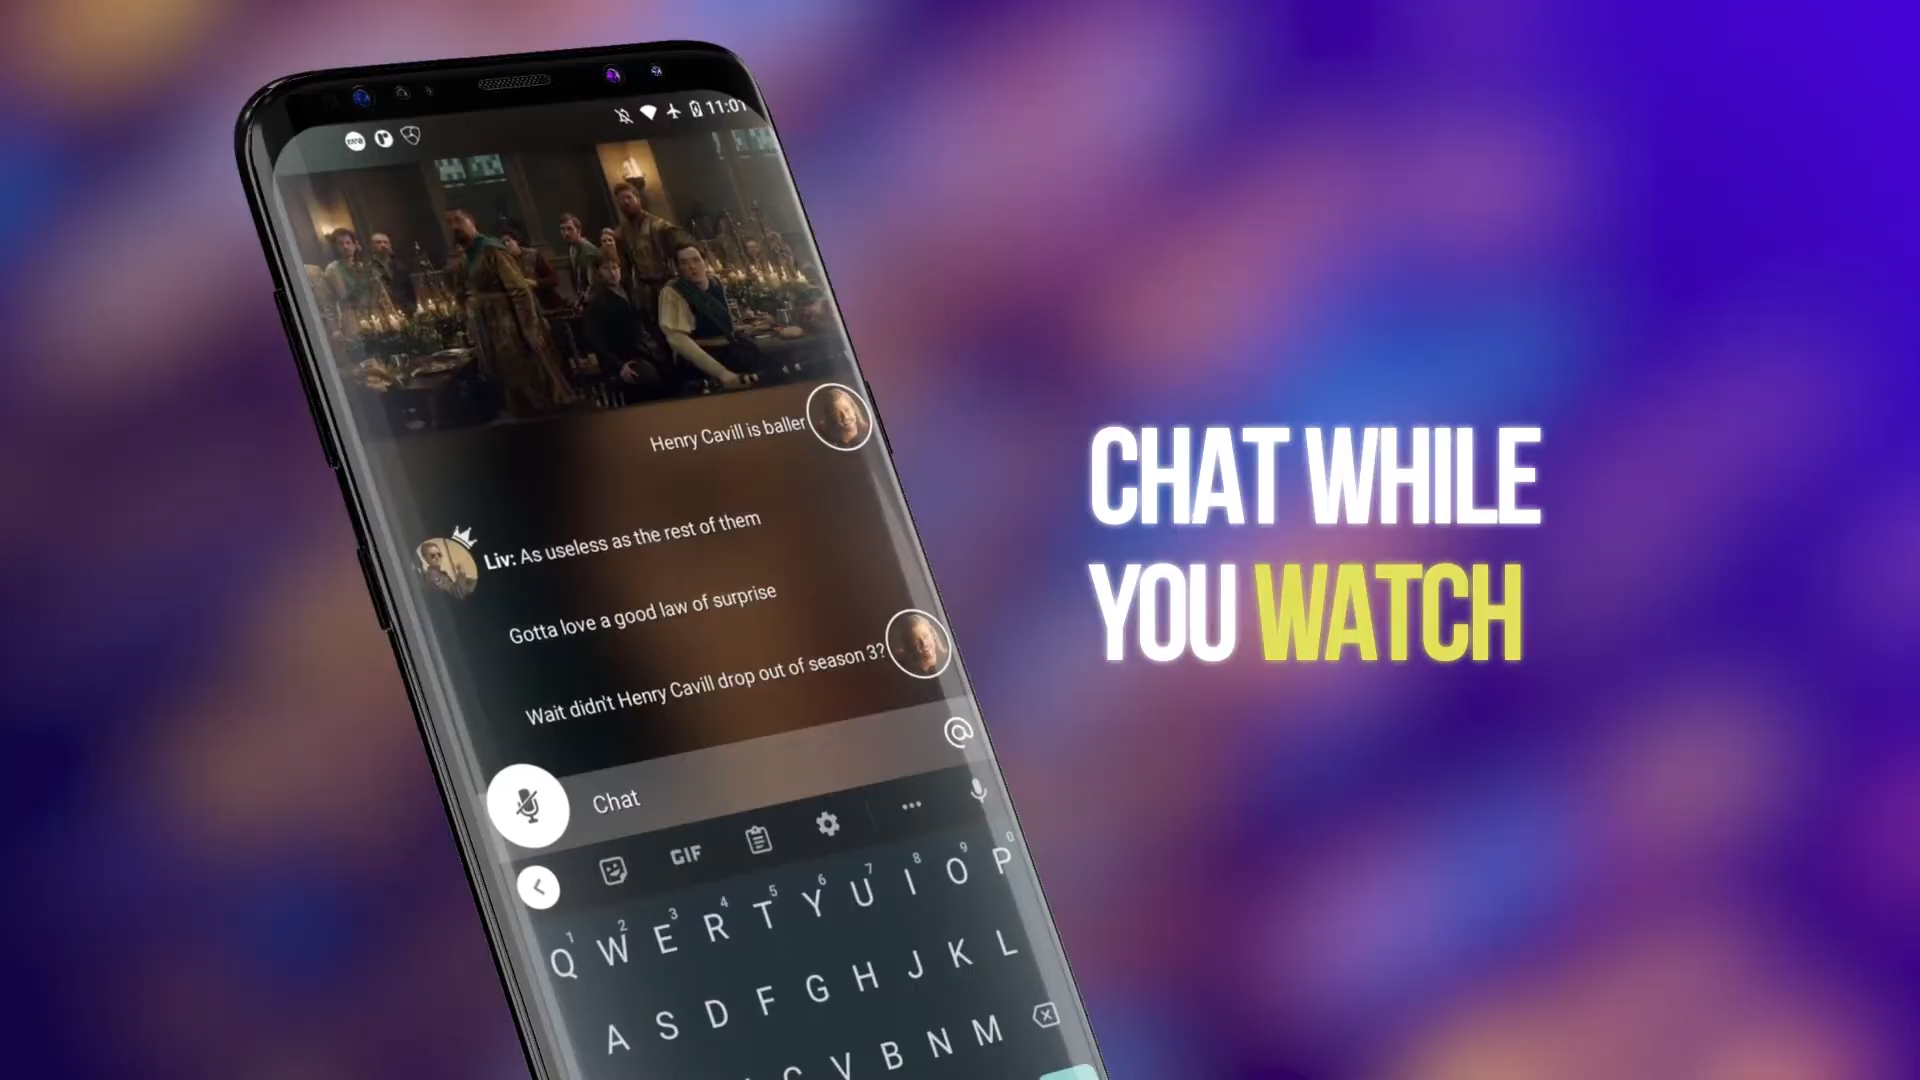 11:01
Henry Cavill is baller
Liv: As useless as the rest of them
Gotta love a good law of surprise
Wait didn't Henry Cavill drop out of season 3?
Chat
GIF
1 2 3 4 5 6 7 8 9 0
Q W E R T Y U I O P
A S D F G H J K L
C V B N M
CHAT WHILE
YOU WATCH